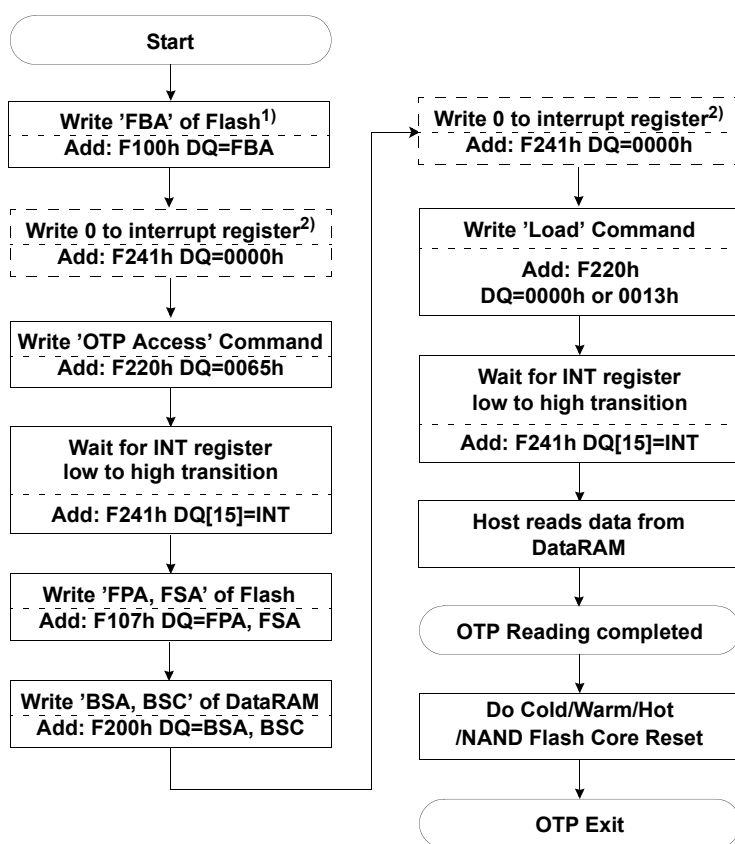 Start
Write 'FBA' of Flash1)
Add: F100h DQ=FBA
Write 0 to interrupt register2)
Add: F241h DQ=0000h
Write 'OTP Access' Command
Add: F220h DQ=0065h
Wait for INT register
low to high transition
Add: F241h DQ[15]=INT
Write 'FPA, FSA' of Flash
Add: F107h DQ=FPA, FSA
Write 'BSA, BSC' of DataRAM
Add: F200h DQ=BSA, BSC
Write 0 to interrupt register2)
Add: F241h DQ=0000h
Write 'Load' Command
Add: F220h
DQ=0000h or 0013h
Wait for INT register
low to high transition
Add: F241h DQ[15]=INT
Host reads data from
DataRAM
OTP Reading completed
Do Cold/Warm/Hot
/NAND Flash Core Reset
OTP Exit